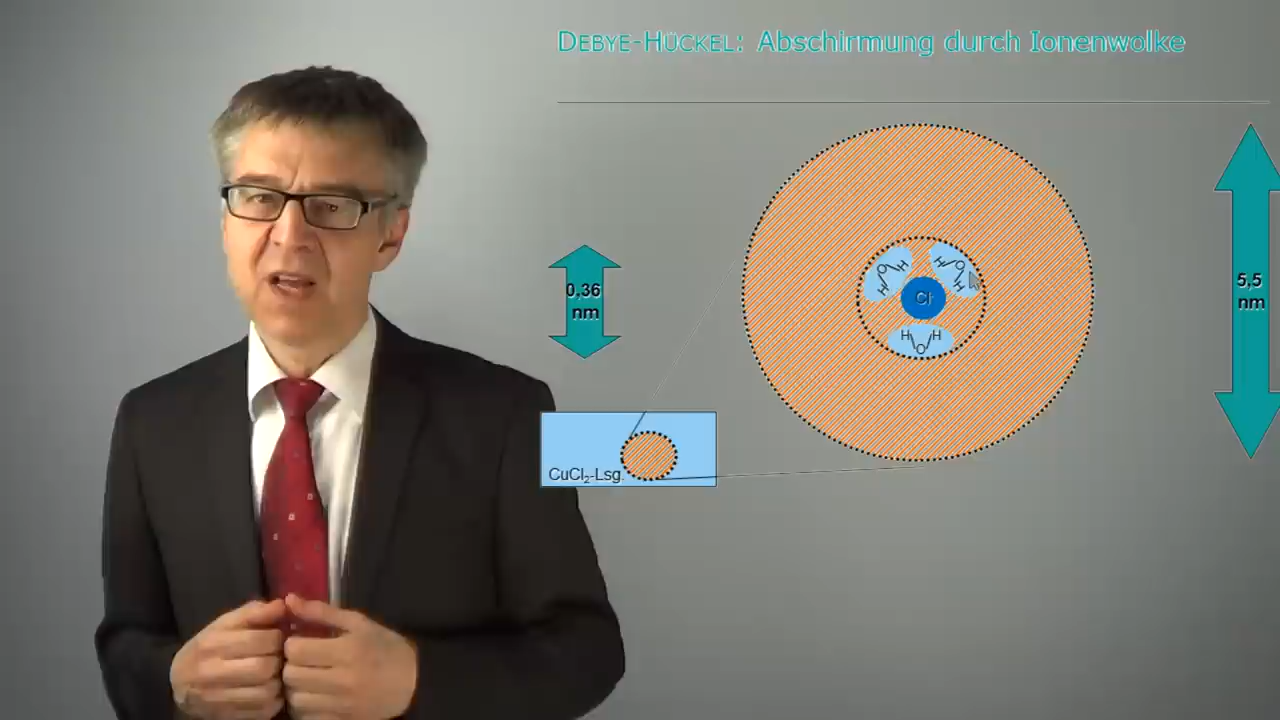 DEBYE-HÜCKEL: Abschirmung durch Ionenwolke
0,36
nm
5,5
nm
H O H
H O H
Cl-
H O H
CuCl₂-Lsg.